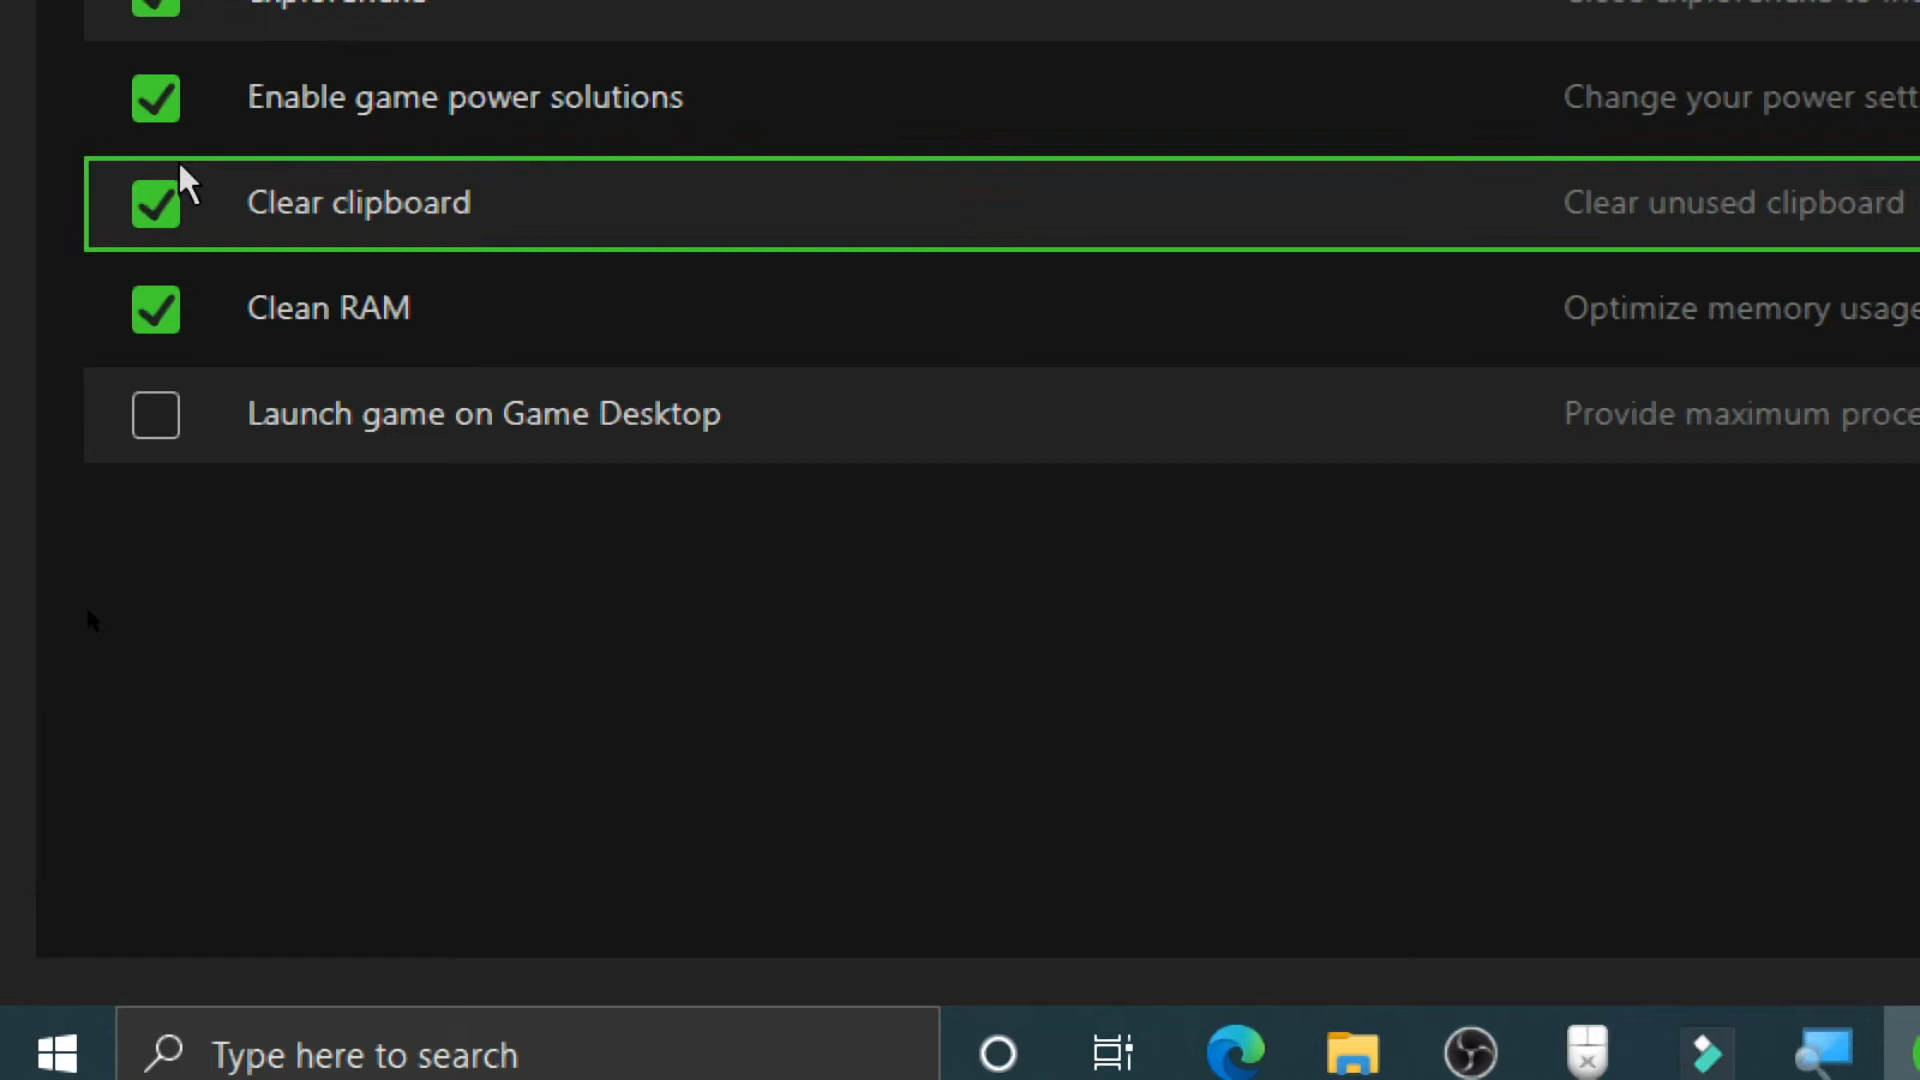 Enable game power solutions
Change your power sett
Clear clipboard
Clear unused clipboard
Clean RAM
Optimize memory usage
Launch game on Game Desktop
Provide maximum proce
Type here to search